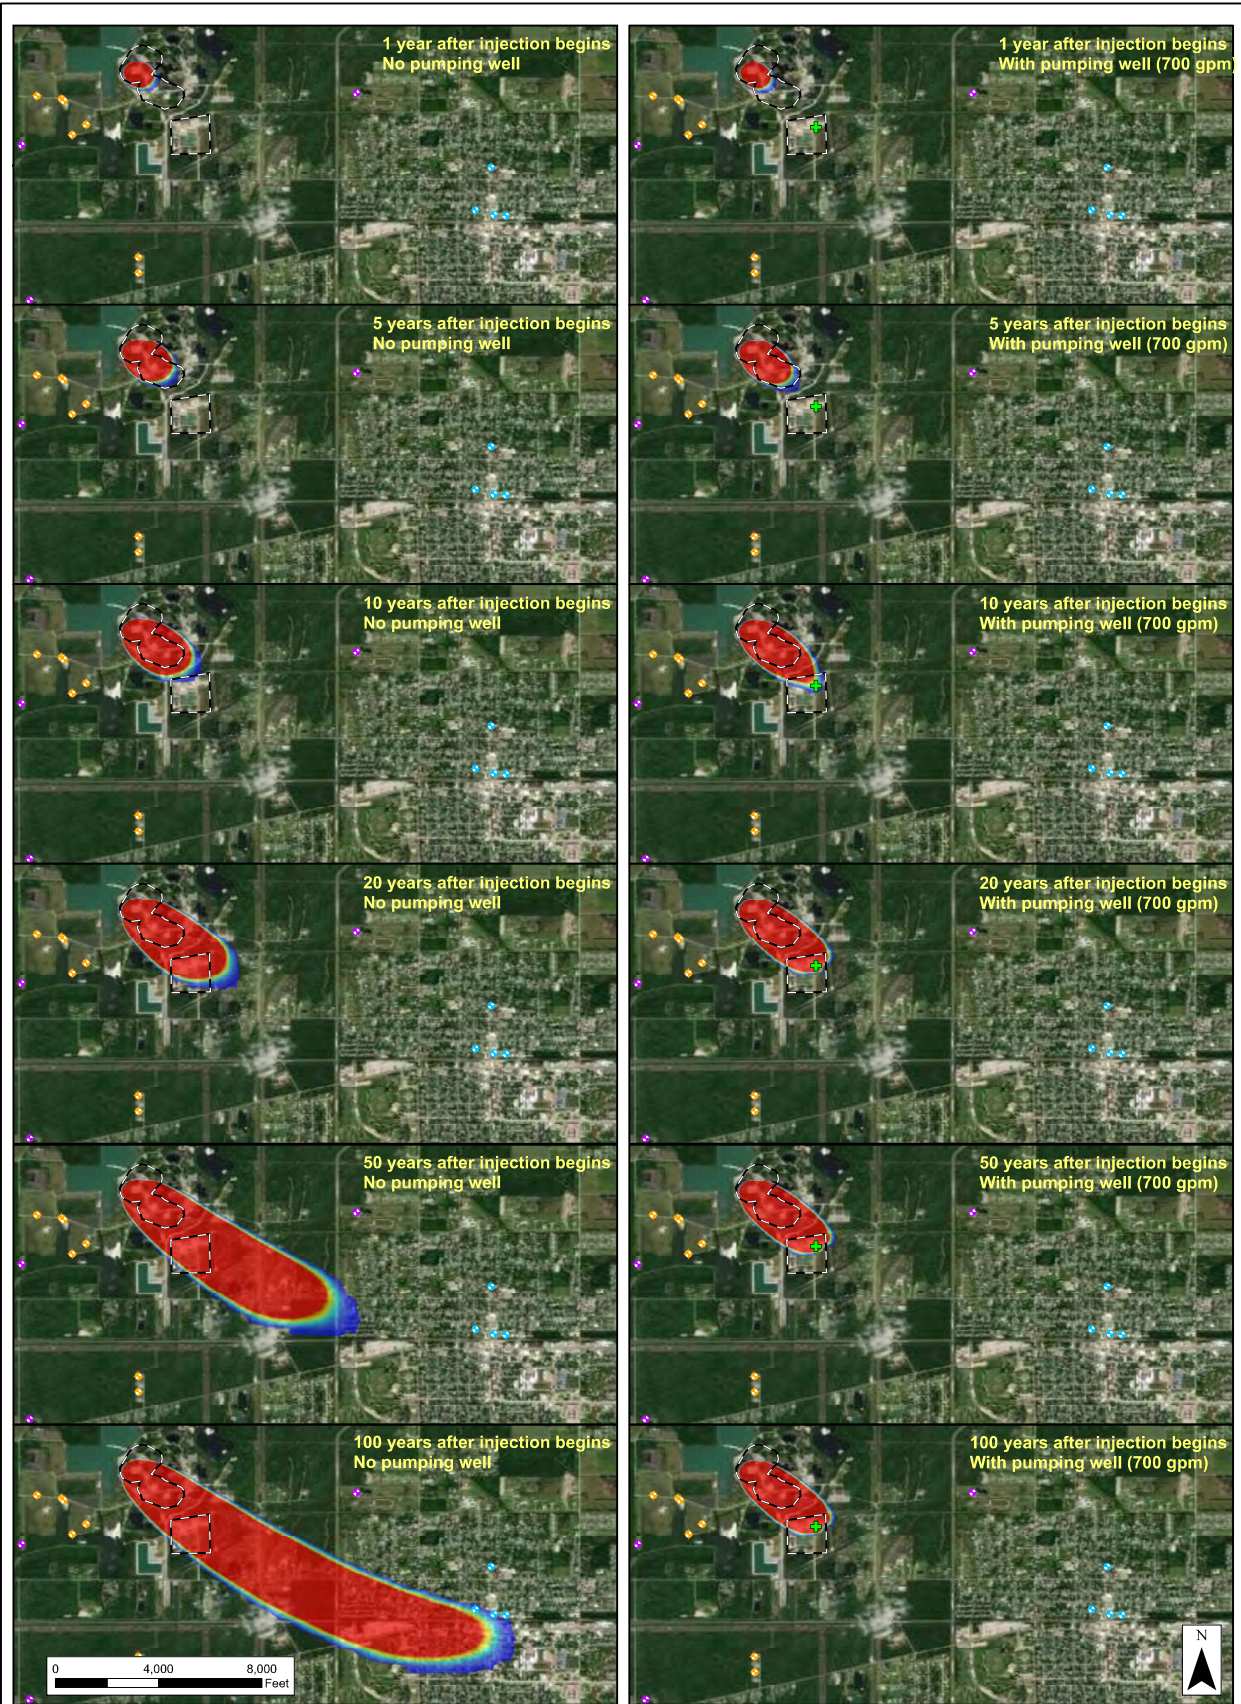 1 year after injection begins
No pumping well
1 year after injection begins
With pumping well (700 gpm)
5 years after injection begins
No pumping well
5 years after injection begins
With pumping well (700 gpm)
10 years after injection begins
No pumping well
10 years after injection begins
With pumping well (700 gpm)
20 years after injection begins
No pumping well
20 years after injection begins
With pumping well (700 gpm)
50 years after injection begins
No pumping well
50 years after injection begins
With pumping well (700 gpm)
100 years after injection begins
No pumping well
100 years after injection begins
With pumping well (700 gpm)
0 4,000 8,000
Feet
N